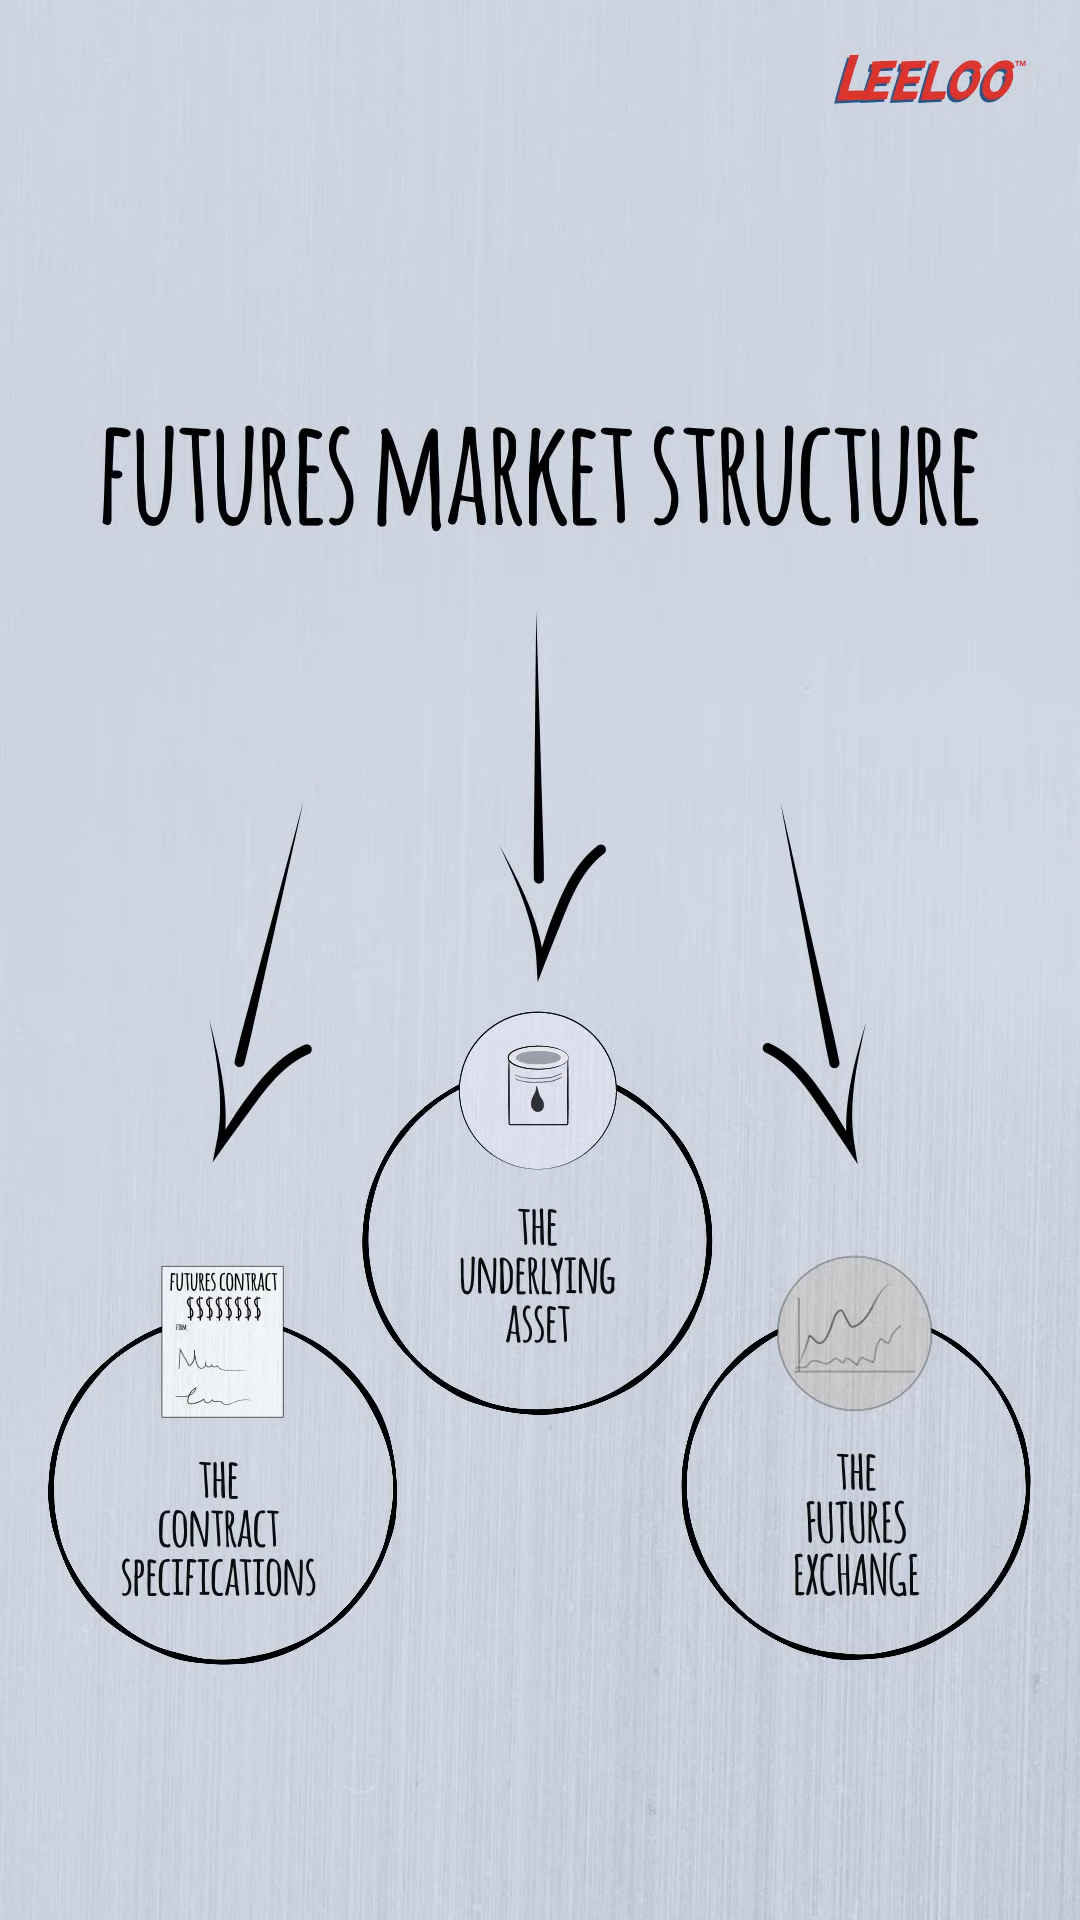 LEELOO™
FUTURES MARKET STRUCTURE
THE
UNDERLYING
ASSET
FUTURES CONTRACT
$$$$$$$$
THE
CONTRACT
SPECIFICATIONS
THE
FUTURES
EXCHANGE